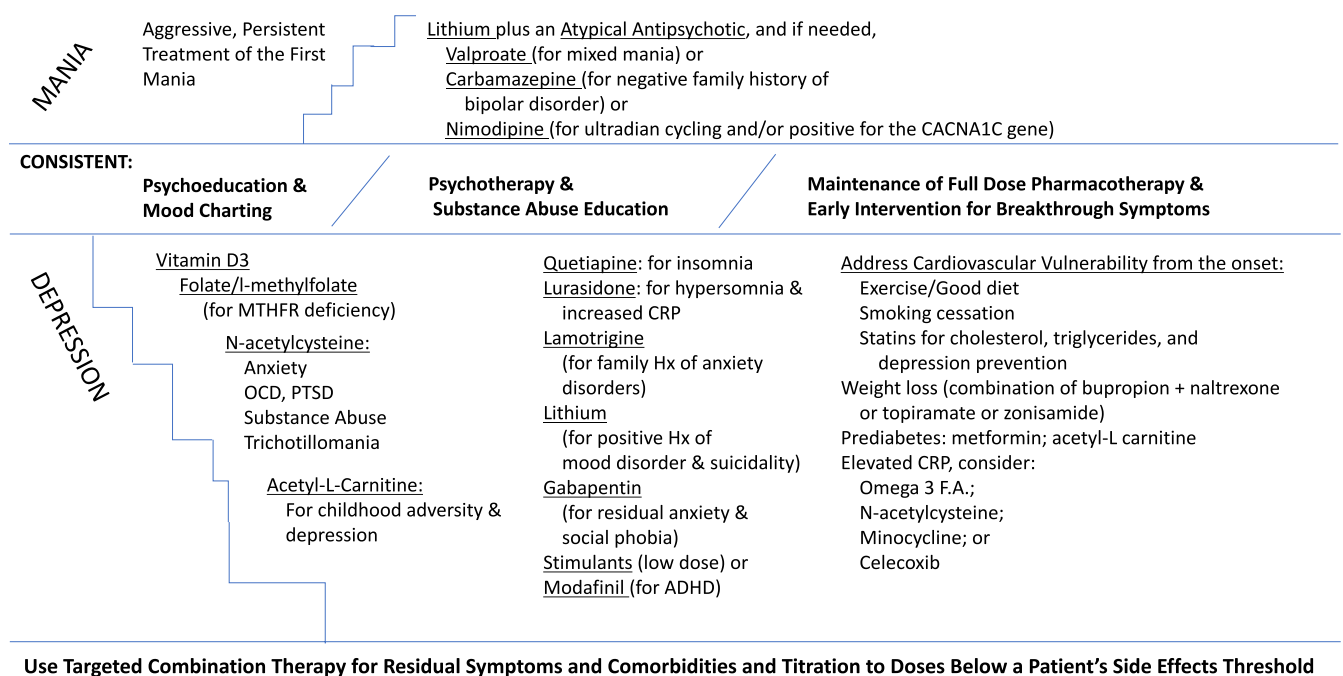 MANIA
Aggressive, Persistent
Treatment of the First
Mania
Lithium plus an Atypical Antipsychotic, and if needed,
Valproate (for mixed mania) or
Carbamazepine (for negative family history of
bipolar disorder) or
Nimodipine (for ultradian cycling and/or positive for the CACNA1C gene)
CONSISTENT:
Psychoeducation &
Mood Charting
Psychotherapy &
Substance Abuse Education
Maintenance of Full Dose Pharmacotherapy &
Early Intervention for Breakthrough Symptoms
DEPRESSION
Vitamin D3
Folate/l-methylfolate
(for MTHFR deficiency)
N-acetylcysteine:
Anxiety
OCD, PTSD
Substance Abuse
Trichotillomania
Acetyl-L-Carnitine:
For childhood adversity &
depression
Quetiapine: for insomnia
Lurasidone: for hypersomnia &
increased CRP
Lamotrigine
(for family Hx of anxiety
disorders)
Lithium
(for positive Hx of
mood disorder & suicidality)
Gabapentin
(for residual anxiety &
social phobia)
Stimulants (low dose) or
Modafinil (for ADHD)
Address Cardiovascular Vulnerability from the onset:
Exercise/Good diet
Smoking cessation
Statins for cholesterol, triglycerides, and
depression prevention
Weight loss (combination of bupropion + naltrexone
or topiramate or zonisamide)
Prediabetes: metformin; acetyl-L carnitine
Elevated CRP, consider:
Omega 3 F.A.;
N-acetylcysteine;
Minocycline; or
Celecoxib
Use Targeted Combination Therapy for Residual Symptoms and Comorbidities and Titration to Doses Below a Patient’s Side Effects Threshold